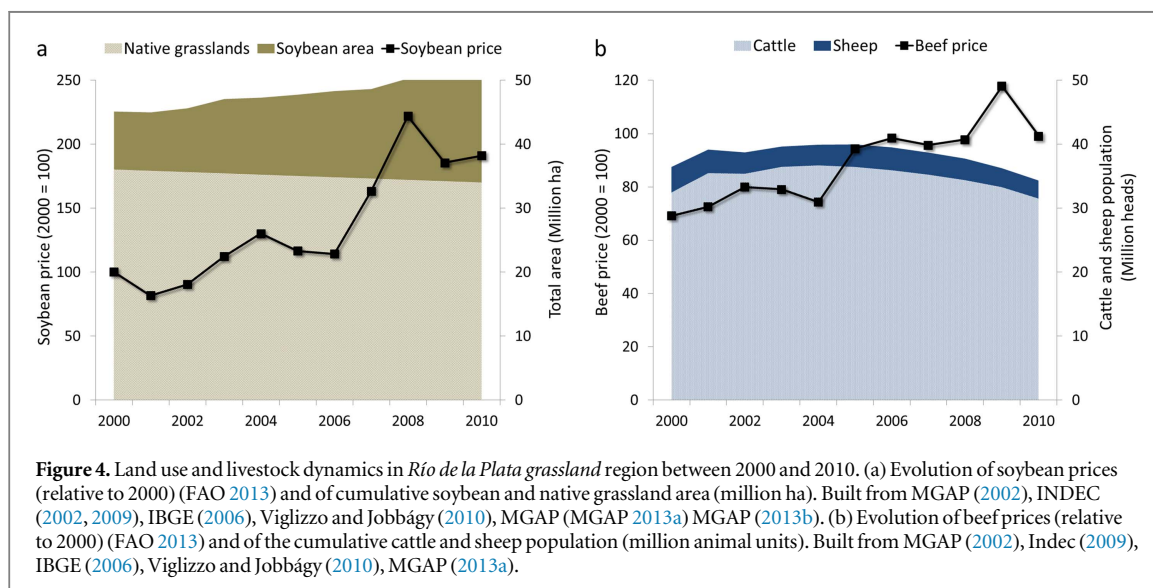 a
Native grasslands Soybean area Soybean price
250
200
150
100
50
0
Soybean price (2000 = 100)
50
40
30
20
10
0
Total area (Million ha)
2000 2002 2004 2006 2008 2010
b
Cattle Sheep Beef price
120
100
80
60
40
20
0
Beef price (2000 = 100)
50
40
30
20
10
0
Cattle and sheep population
(Million heads)
2000 2002 2004 2006 2008 2010
Figure 4. Land use and livestock dynamics in Río de la Plata grassland region between 2000 and 2010. (a) Evolution of soybean prices
(relative to 2000) (FAO 2013) and of cumulative soybean and native grassland area (million ha). Built from MGAP (2002), INDEC
(2002, 2009), IBGE (2006), Viglizzo and Jobbágy (2010), MGAP (MGAP 2013a) MGAP (2013b). (b) Evolution of beef prices (relative
to 2000) (FAO 2013) and of the cumulative cattle and sheep population (million animal units). Built from MGAP (2002), Indec (2009),
IBGE (2006), Viglizzo and Jobbágy (2010), MGAP (2013a).